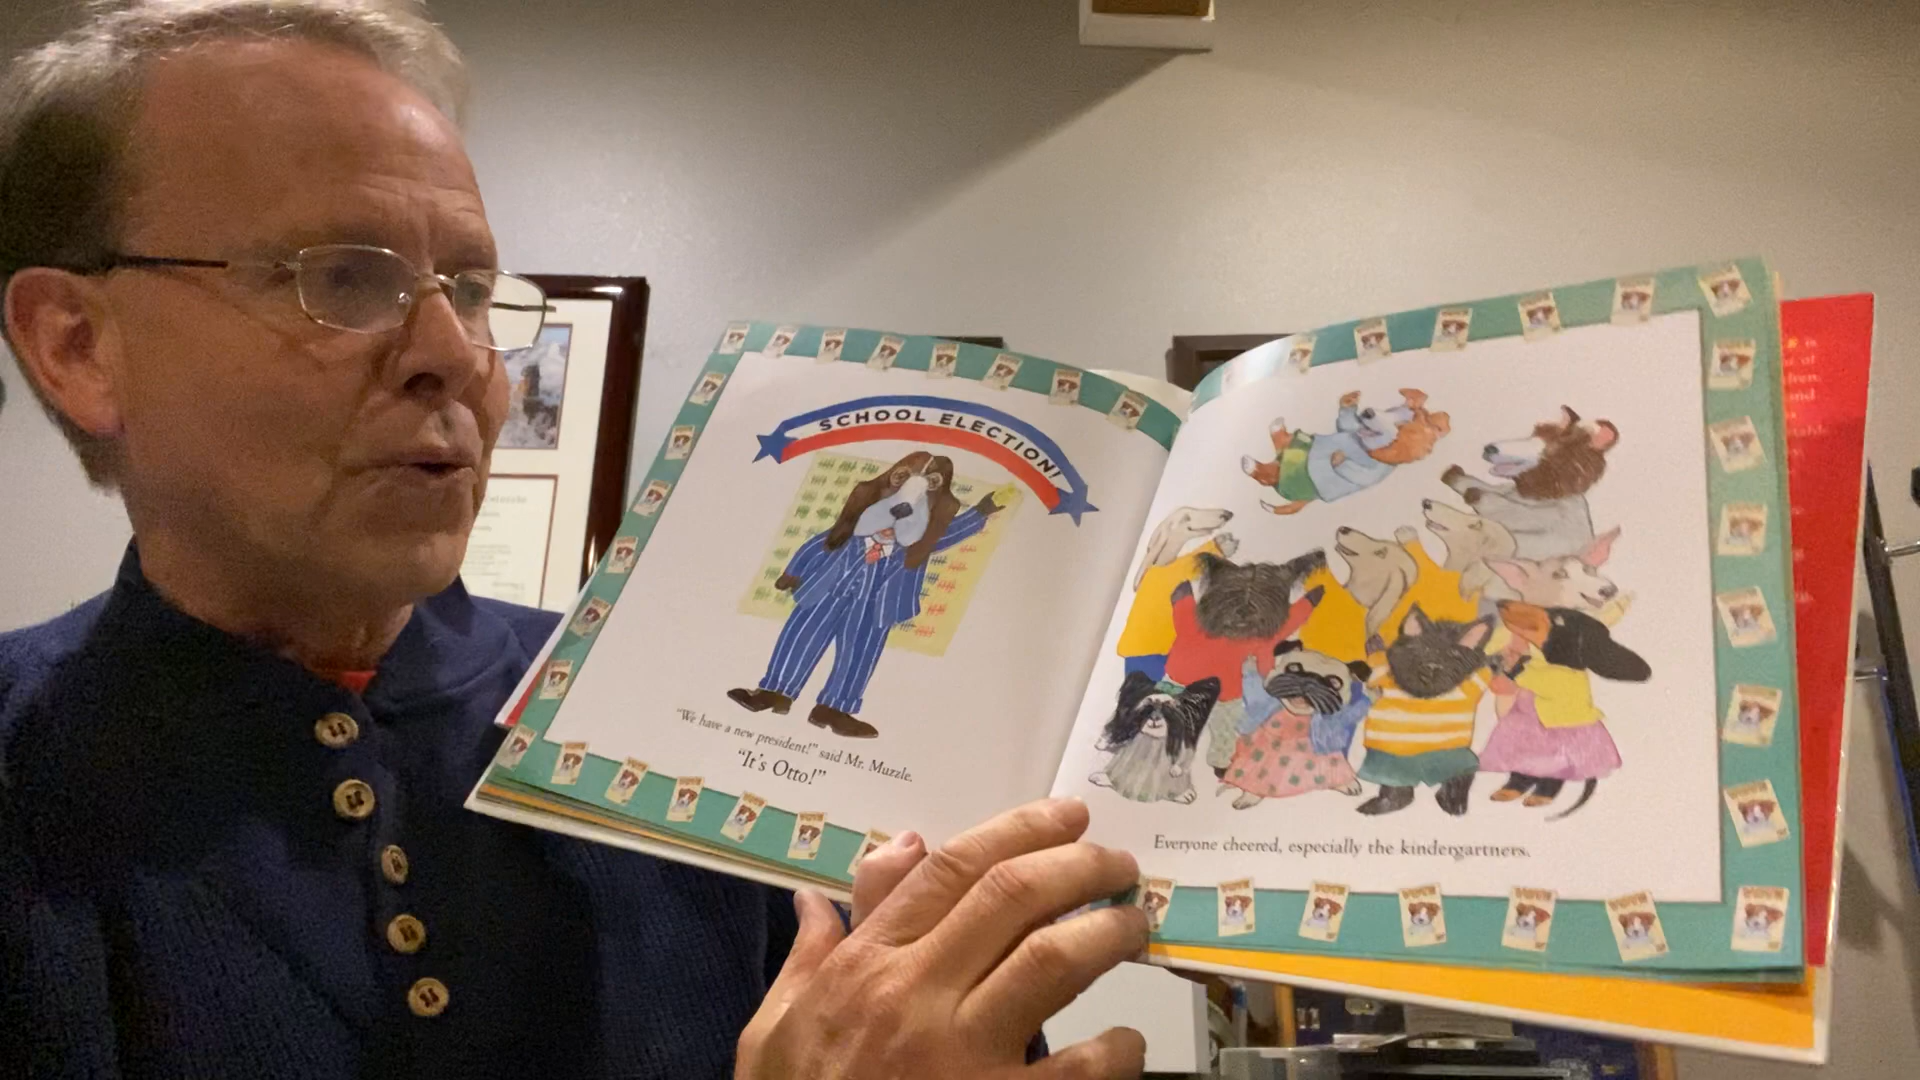 SCHOOL ELECTION!
"We have a new president!" said Mr. Muzzle.
"It's Otto!"
Everyone cheered, especially the kindergartners.